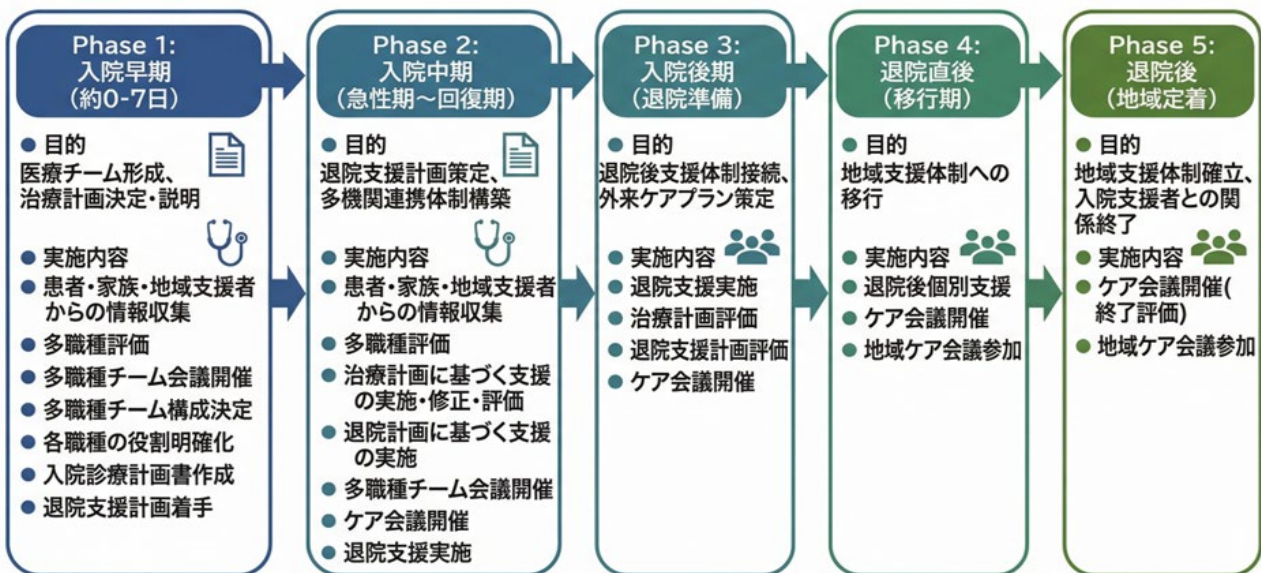 Phase 1:
入院早期
(約0-7日)
● 目的
医療チーム形成、
治療計画決定・説明
● 実施内容
● 患者・家族・地域支援者
からの情報収集
● 多職種評価
● 多職種チーム会議開催
● 多職種チーム構成決定
● 各職種の役割明確化
● 入院診療計画書作成
● 退院支援計画着手
Phase 2:
入院中期
(急性期～回復期)
● 目的
退院支援計画策定、
多機関連携体制構築
● 実施内容
● 患者・家族・地域支援者
からの情報収集
● 多職種評価
● 治療計画に基づく支援
の実施・修正・評価
● 退院計画に基づく支援
の実施
● 多職種チーム会議開催
● ケア会議開催
● 退院支援実施
Phase 3:
入院後期
(退院準備)
● 目的
退院後支援体制接続、
外来ケアプラン策定
● 実施内容
● 退院支援実施
● 治療計画評価
● 退院支援計画評価
● ケア会議開催
Phase 4:
退院直後
(移行期)
● 目的
地域支援体制への
移行
● 実施内容
● 退院後個別支援
● ケア会議開催
● 地域ケア会議参加
Phase 5:
退院後
(地域定着)
● 目的
地域支援体制確立、
入院支援者との関
係終了
● 実施内容
● ケア会議開催(
終了評価)
● 地域ケア会議参加